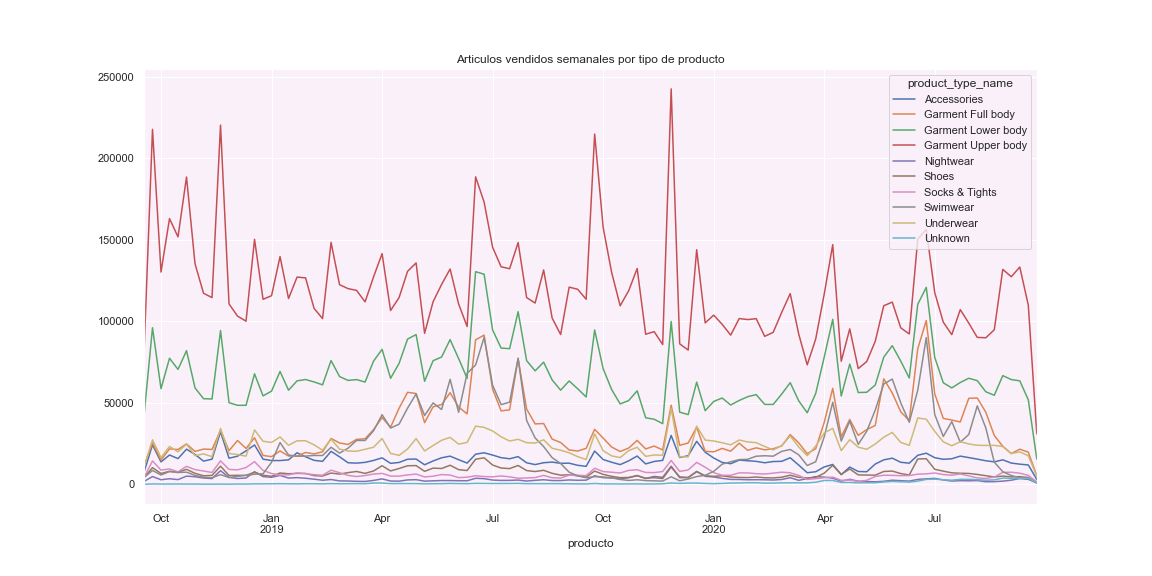 Articulos vendidos semanales por tipo de producto
250000
200000
150000
100000
50000
0
product_type_name
Accessories
Garment Full body
Garment Lower body
Garment Upper body
Nightwear
Shoes
Socks & Tights
Swimwear
Underwear
Unknown
Oct Jan Apr Jul Oct Jan Apr Jul
2019 2020
producto